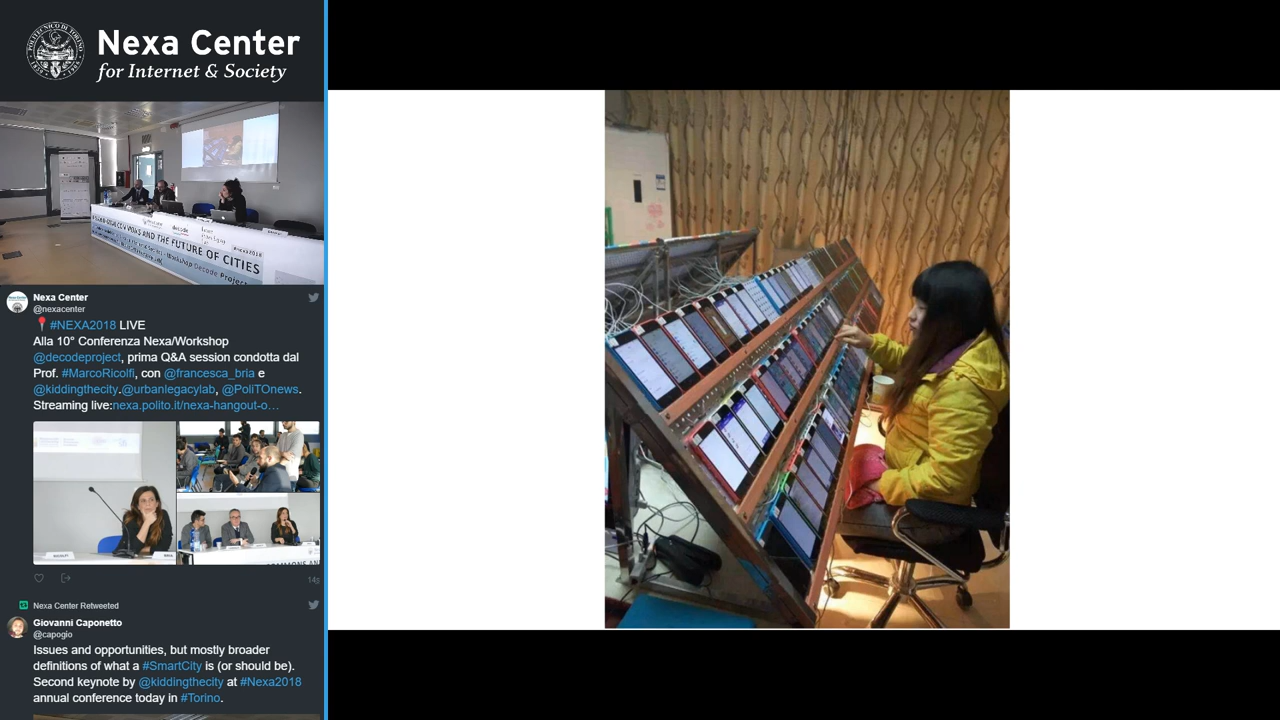 Nexa Center
for Internet & Society
AND THE FUTURE OF CITIES
Nexa Center
@nexacenter
📍#NEXA2018 LIVE
Alla 10° Conferenza Nexa/Workshop
@decodeproject, prima Q&A session condotta dal
Prof. #MarcoRicolfi, con @francesca_bria e
@kiddingthecity.@urbanlegacylab, @PoliTOnews.
Streaming live:nexa.polito.it/nexa-hangout-o…
14s
Nexa Center Retweeted
Giovanni Caponetto
@capogio
Issues and opportunities, but mostly broader
definitions of what a #SmartCity is (or should be).
Second keynote by @kiddingthecity at #Nexa2018
annual conference today in #Torino.